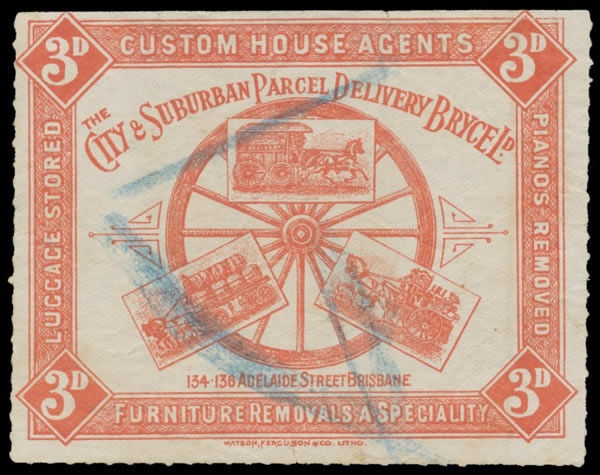 3D CUSTOM HOUSE AGENTS 3D
THE CITY & SUBURBAN PARCEL DELIVERY BRYCE LD
LUGGAGE STORED
PIANO'S REMOVED
134·136 ADELAIDE STREET BRISBANE
3D FURNITURE REMOVALS A SPECIALITY 3D
WATSON, FERGUSON & CO. LITHO.